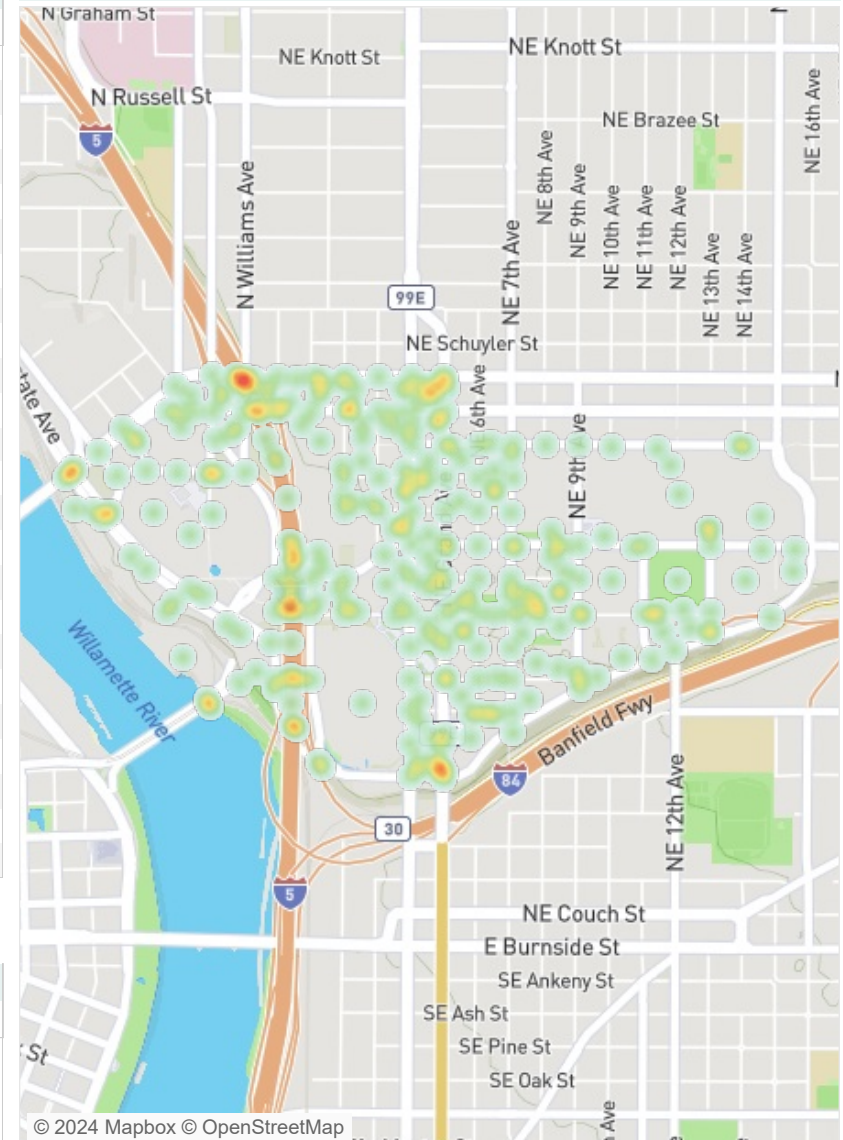 N Graham St
NE Knott St
NE Knott St
N Russell St
5
NE Brazee St
NE 16th Ave
NE 8th Ave
NE 9th Ave
NE 10th Ave
NE 11th Ave
NE 12th Ave
NE 13th Ave
NE 14th Ave
N Williams Ave
NE 7th Ave
99E
NE Schuyler St
6th Ave
tate Ave
NE 9th Ave
Willamette River
Banfield Fwy
84
NE 12th Ave
30
5
NE Couch St
E Burnside St
SE Ankeny St
SE Ash St
SE Pine St
SE Oak St
St
Ave
© 2024 Mapbox © OpenStreetMap